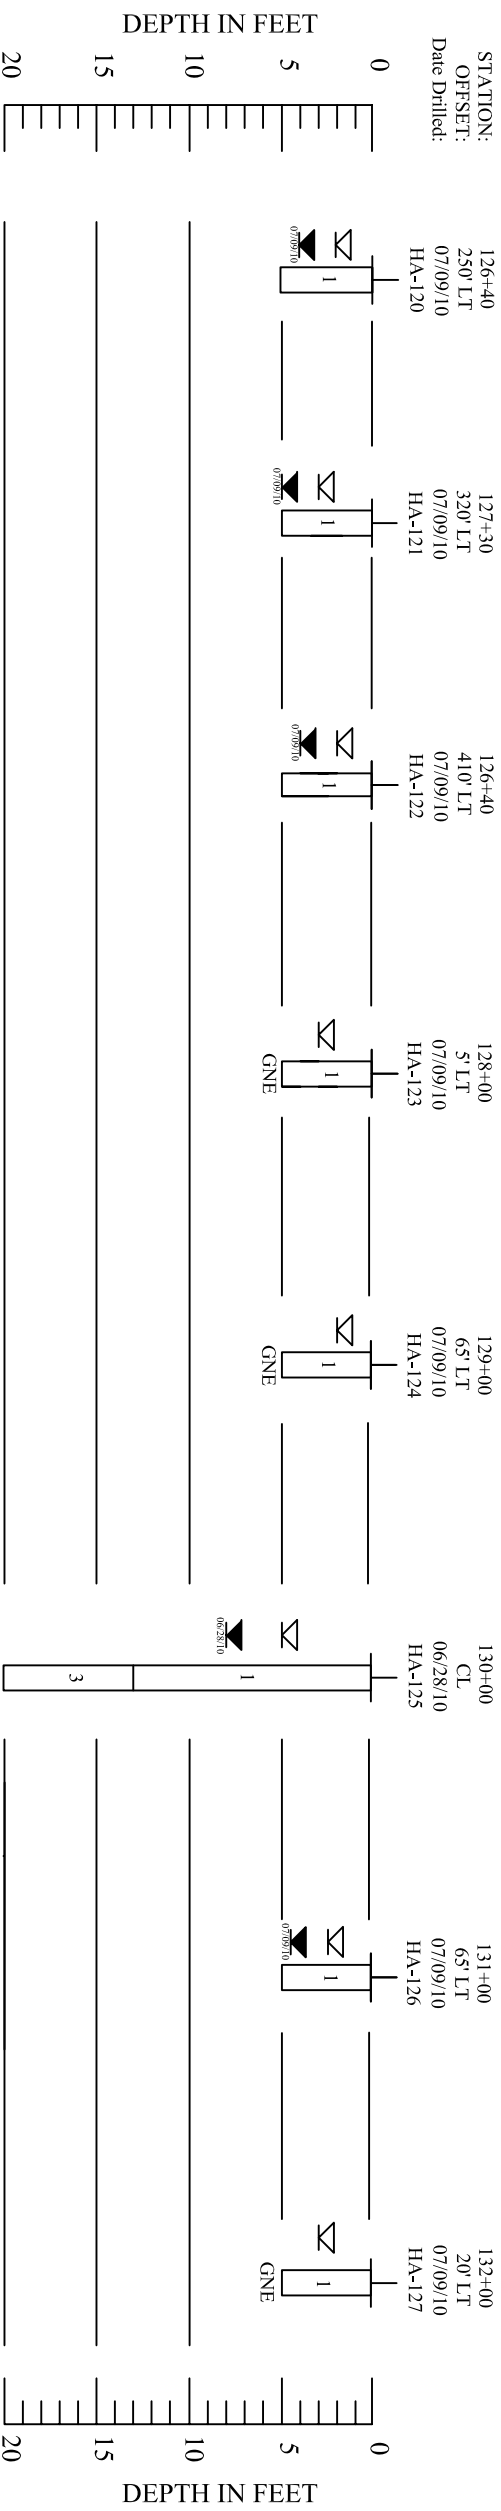 STATION:
OFFSET:
Date Drilled:
126+40
250' LT
07/09/10
HA-120
127+30
320' LT
07/09/10
HA-121
126+40
410' LT
07/09/10
HA-122
128+00
5' LT
07/09/10
HA-123
129+00
65' LT
07/09/10
HA-124
130+00
CL
06/28/10
HA-125
131+00
65' LT
07/09/10
HA-126
132+00
20' LT
07/09/10
HA-127
DEPTH IN FEET
0
5
10
15
20
1
07/09/10
1
07/09/10
1
07/09/10
1
GNE
1
GNE
1
3
06/28/10
1
07/09/10
1
GNE
0
5
10
15
20
DEPTH IN FEET